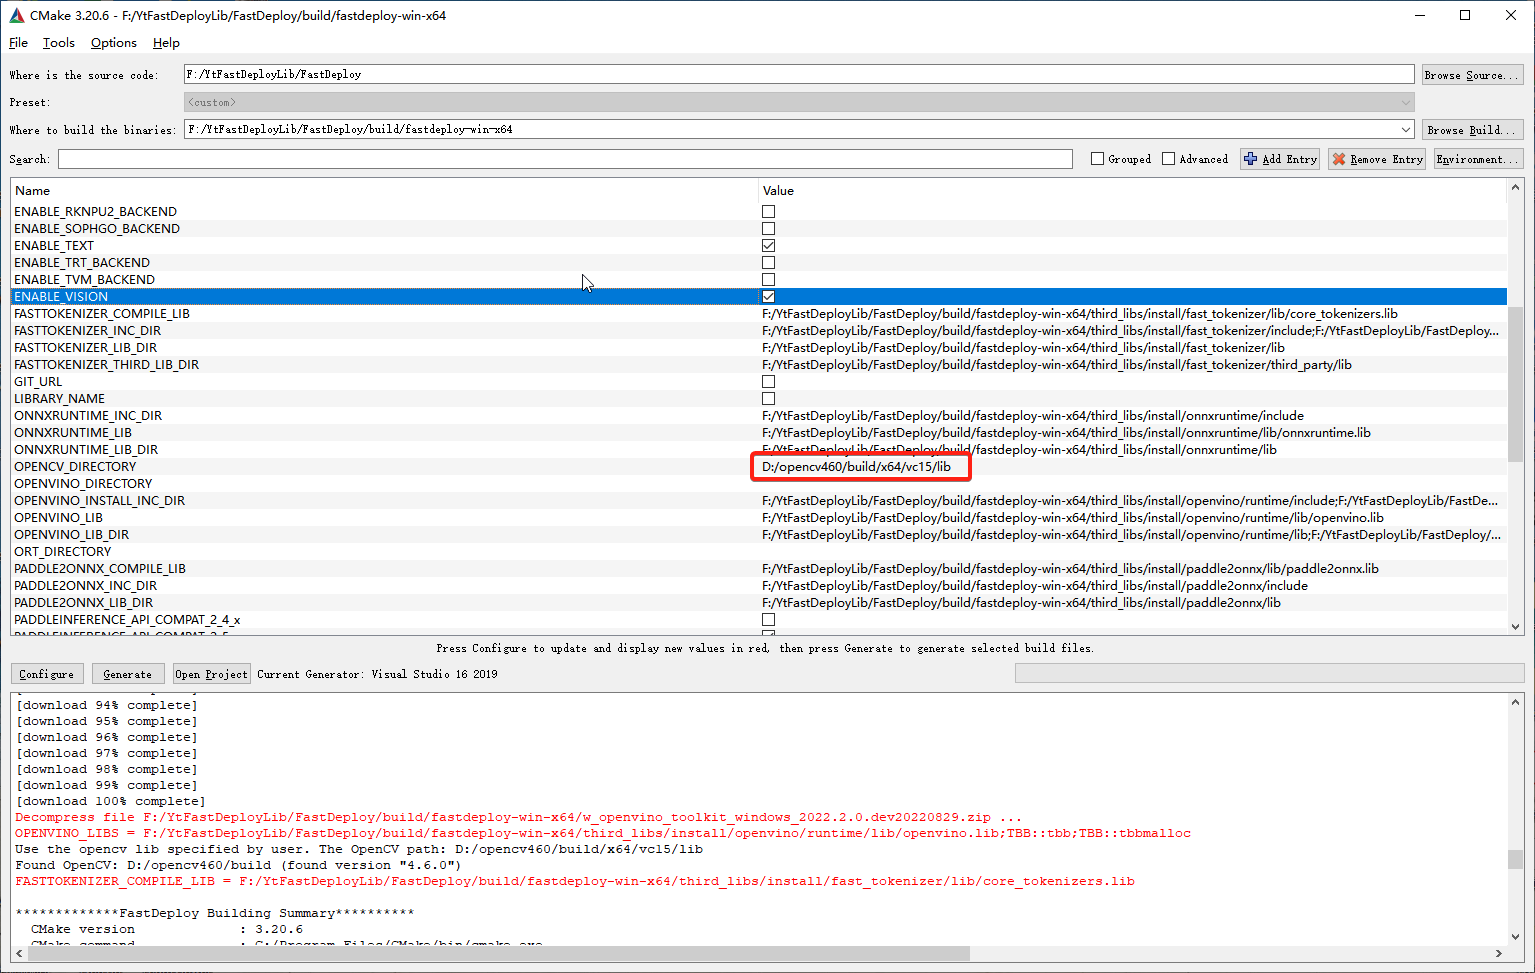 CMake 3.20.6 - F:/YtFastDeployLib/FastDeploy/build/fastdeploy-win-x64
File Tools Options Help
Where is the source code: F:/YtFastDeployLib/FastDeploy Browse Source...
Preset: <custom>
Where to build the binaries: F:/YtFastDeployLib/FastDeploy/build/fastdeploy-win-x64 Browse Build...
Search: Grouped Advanced Add Entry Remove Entry Environment...
Name Value
ENABLE_RKNPU2_BACKEND
ENABLE_SOPHGO_BACKEND
ENABLE_TEXT
ENABLE_TRT_BACKEND
ENABLE_TVM_BACKEND
ENABLE_VISION
FASTTOKENIZER_COMPILE_LIB F:/YtFastDeployLib/FastDeploy/build/fastdeploy-win-x64/third_libs/install/fast_tokenizer/lib/core_tokenizers.lib
FASTTOKENIZER_INC_DIR F:/YtFastDeployLib/FastDeploy/build/fastdeploy-win-x64/third_libs/install/fast_tokenizer/include;F:/YtFastDeployLib/FastDeploy...
FASTTOKENIZER_LIB_DIR F:/YtFastDeployLib/FastDeploy/build/fastdeploy-win-x64/third_libs/install/fast_tokenizer/lib
FASTTOKENIZER_THIRD_LIB_DIR F:/YtFastDeployLib/FastDeploy/build/fastdeploy-win-x64/third_libs/install/fast_tokenizer/third_party/lib
GIT_URL
LIBRARY_NAME
ONNXRUNTIME_INC_DIR F:/YtFastDeployLib/FastDeploy/build/fastdeploy-win-x64/third_libs/install/onnxruntime/include
ONNXRUNTIME_LIB F:/YtFastDeployLib/FastDeploy/build/fastdeploy-win-x64/third_libs/install/onnxruntime/lib/onnxruntime.lib
ONNXRUNTIME_LIB_DIR F:/YtFastDeployLib/FastDeploy/build/fastdeploy-win-x64/third_libs/install/onnxruntime/lib
OPENCV_DIRECTORY D:/opencv460/build/x64/vc15/lib
OPENVINO_DIRECTORY
OPENVINO_INSTALL_INC_DIR F:/YtFastDeployLib/FastDeploy/build/fastdeploy-win-x64/third_libs/install/openvino/runtime/include;F:/YtFastDeployLib/FastDe...
OPENVINO_LIB F:/YtFastDeployLib/FastDeploy/build/fastdeploy-win-x64/third_libs/install/openvino/runtime/lib/openvino.lib
OPENVINO_LIB_DIR F:/YtFastDeployLib/FastDeploy/build/fastdeploy-win-x64/third_libs/install/openvino/runtime/lib;F:/YtFastDeployLib/FastDeploy/...
ORT_DIRECTORY
PADDLE2ONNX_COMPILE_LIB F:/YtFastDeployLib/FastDeploy/build/fastdeploy-win-x64/third_libs/install/paddle2onnx/lib/paddle2onnx.lib
PADDLE2ONNX_INC_DIR F:/YtFastDeployLib/FastDeploy/build/fastdeploy-win-x64/third_libs/install/paddle2onnx/include
PADDLE2ONNX_LIB_DIR F:/YtFastDeployLib/FastDeploy/build/fastdeploy-win-x64/third_libs/install/paddle2onnx/lib
PADDLEINFERENCE_API_COMPAT_2_4_x
Press Configure to update and display new values in red, then press Generate to generate selected build files.
Configure Generate Open Project Current Generator: Visual Studio 16 2019
[download 94% complete]
[download 95% complete]
[download 96% complete]
[download 97% complete]
[download 98% complete]
[download 99% complete]
[download 100% complete]
Decompress file F:/YtFastDeployLib/FastDeploy/build/fastdeploy-win-x64/w_openvino_toolkit_windows_2022.2.0.dev20220829.zip ...
OPENVINO_LIBS = F:/YtFastDeployLib/FastDeploy/build/fastdeploy-win-x64/third_libs/install/openvino/runtime/lib/openvino.lib;TBB::tbb;TBB::tbbmalloc
Use the opencv lib specified by user. The OpenCV path: D:/opencv460/build/x64/vc15/lib
Found OpenCV: D:/opencv460/build (found version "4.6.0")
FASTTOKENIZER_COMPILE_LIB = F:/YtFastDeployLib/FastDeploy/build/fastdeploy-win-x64/third_libs/install/fast_tokenizer/lib/core_tokenizers.lib
*************FastDeploy Building Summary**********
CMake version : 3.20.6
CMake command : C:/Program Files/CMake/bin/cmake.exe